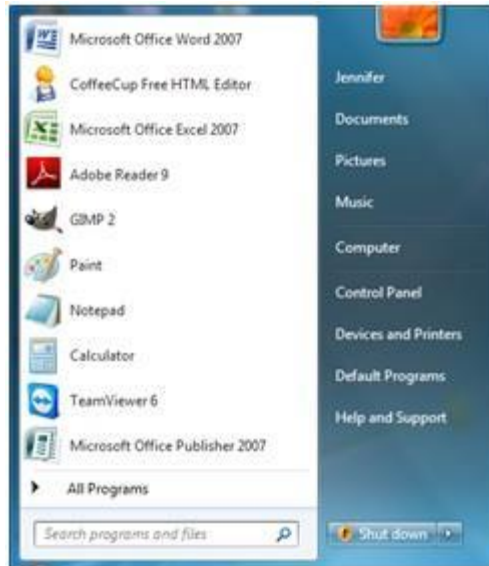 Microsoft Office Word 2007
CoffeeCup Free HTML Editor
Microsoft Office Excel 2007
Adobe Reader 9
GIMP 2
Paint
Notepad
Calculator
TeamViewer 6
Microsoft Office Publisher 2007
All Programs
Search programs and files
Jennifer
Documents
Pictures
Music
Computer
Control Panel
Devices and Printers
Default Programs
Help and Support
Shut down